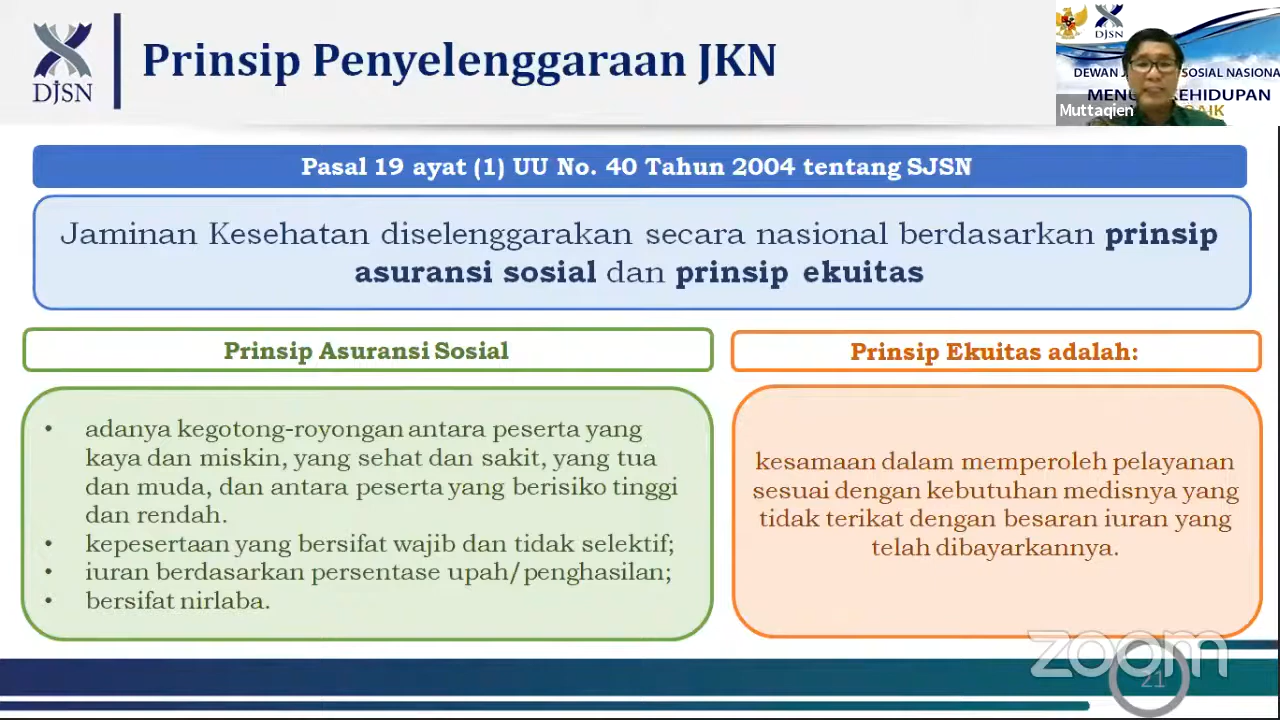 DJSN
Prinsip Penyelenggaraan JKN
DJSN
DEWAN SOSIAL NASIONA
MENU KEHIDUPAN
Muttaqien
Pasal 19 ayat (1) UU No. 40 Tahun 2004 tentang SJSN
Jaminan Kesehatan diselenggarakan secara nasional berdasarkan prinsip
asuransi sosial dan prinsip ekuitas
Prinsip Asuransi Sosial
• adanya kegotong-royongan antara peserta yang
kaya dan miskin, yang sehat dan sakit, yang tua
dan muda, dan antara peserta yang berisiko tinggi
dan rendah.
• kepesertaan yang bersifat wajib dan tidak selektif;
• iuran berdasarkan persentase upah/penghasilan;
• bersifat nirlaba.
Prinsip Ekuitas adalah:
kesamaan dalam memperoleh pelayanan
sesuai dengan kebutuhan medisnya yang
tidak terikat dengan besaran iuran yang
telah dibayarkannya.
zoom
21